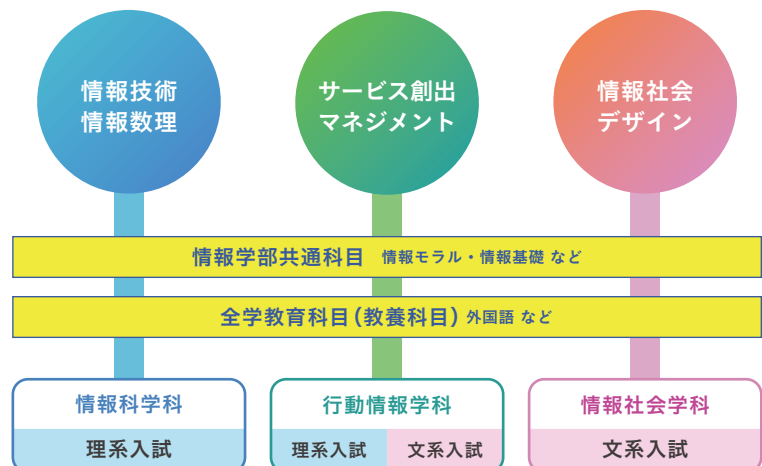 情報技術
情報数理
サービス創出
マネジメント
情報社会
デザイン
情報学部共通科目 情報モラル・情報基礎 など
全学教育科目(教養科目) 外国語 など
情報科学科
理系入試
行動情報学科
理系入試 文系入試
情報社会学科
文系入試